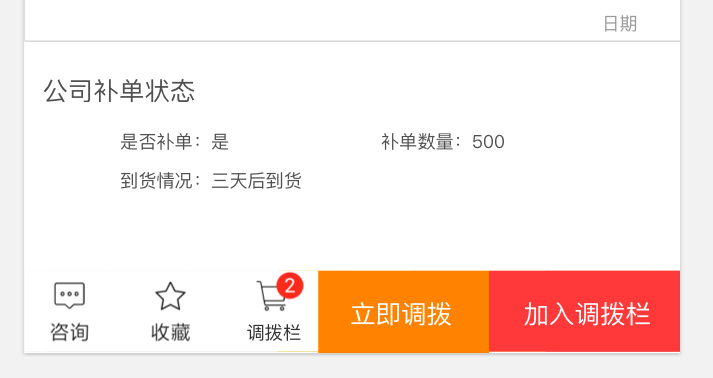 日期
公司补单状态
是否补单：是 补单数量：500
到货情况：三天后到货
2
咨询 收藏 调拨栏 立即调拨 加入调拨栏